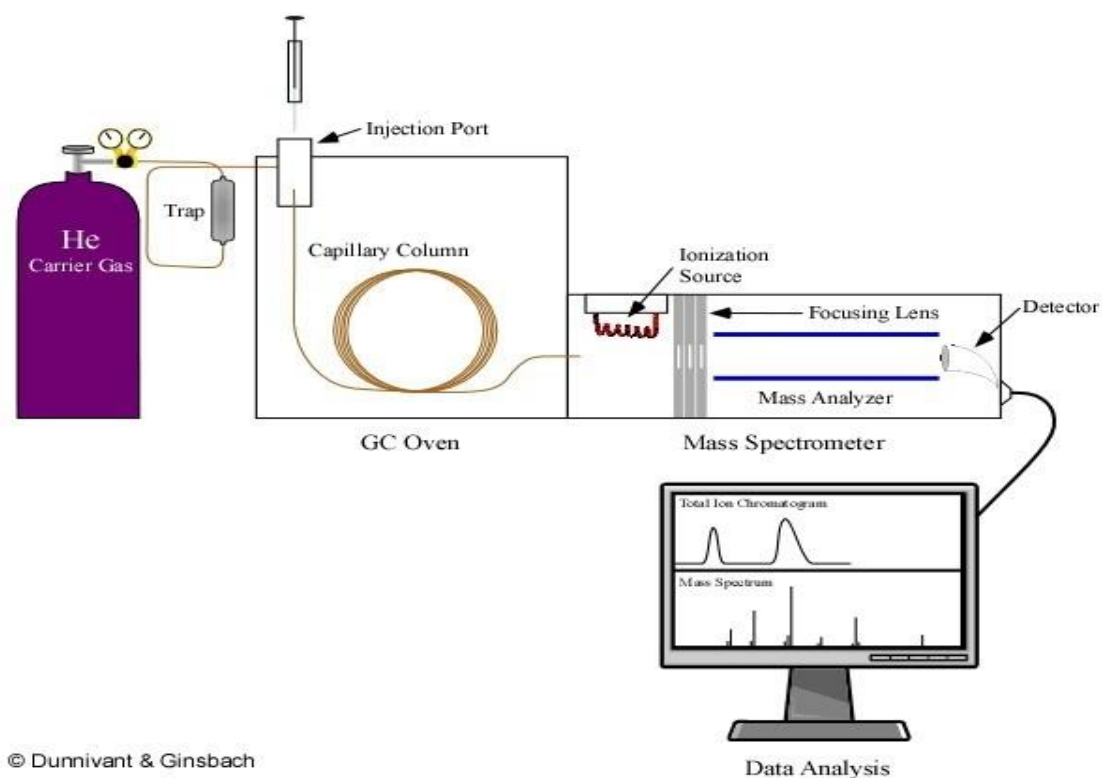 Injection Port
Trap
He
Carrier Gas
Capillary Column
Ionization
Source
Focusing Lens
Detector
Mass Analyzer
GC Oven
Mass Spectrometer
Total Ion Chromatogram
Mass Spectrum
© Dunnivant & Ginsbach
Data Analysis